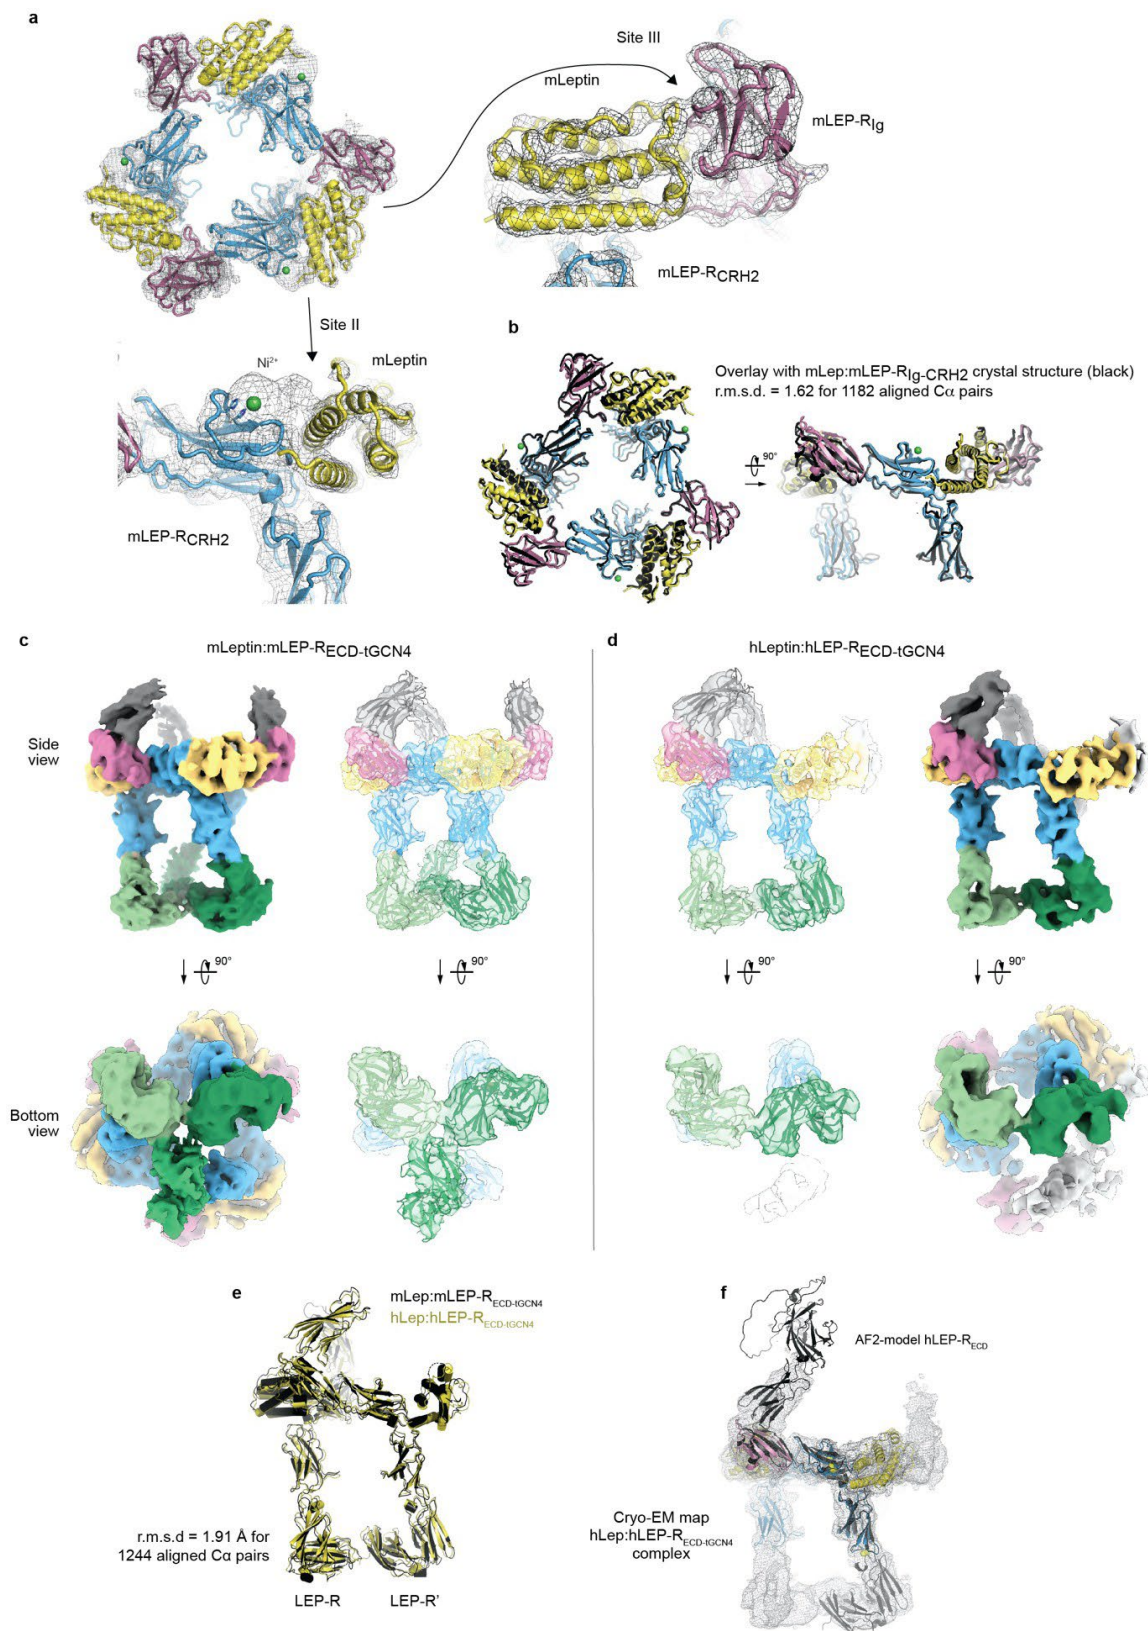 a
Site III
mLeptin
mLEP-RIg
mLEP-RCRH2
Site II
Ni2+
mLeptin
mLEP-RCRH2
b
Overlay with mLep:mLEP-RIg-CRH2 crystal structure (black)
r.m.s.d. = 1.62 for 1182 aligned Cα pairs
90°
c
mLeptin:mLEP-RECD-tGCN4
d
hLeptin:hLEP-RECD-tGCN4
Side
view
90°
90°
90°
90°
Bottom
view
e
mLep:mLEP-RECD-tGCN4
hLep:hLEP-RECD-tGCN4
r.m.s.d = 1.91 Å for
1244 aligned Cα pairs
LEP-R
LEP-R'
f
AF2-model hLEP-RECD
Cryo-EM map
hLep:hLEP-RECD-tGCN4
complex